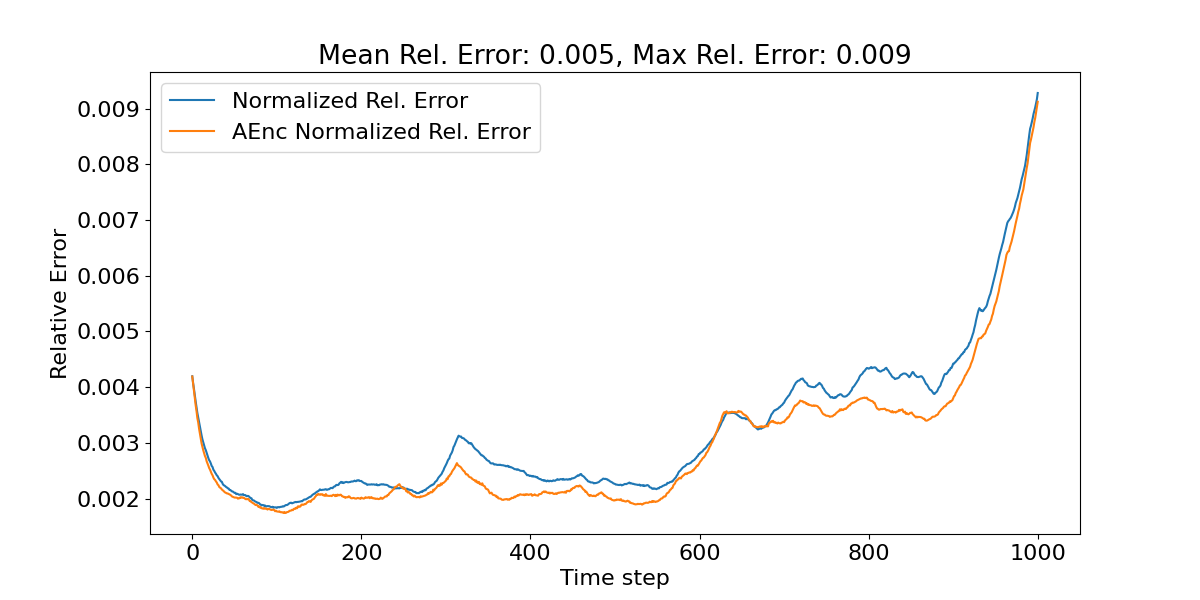 Mean Rel. Error: 0.005, Max Rel. Error: 0.009
Normalized Rel. Error
AEnc Normalized Rel. Error
0.009
0.008
0.007
0.006
0.005
0.004
0.003
0.002
Relative Error
0 200 400 600 800 1000
Time step